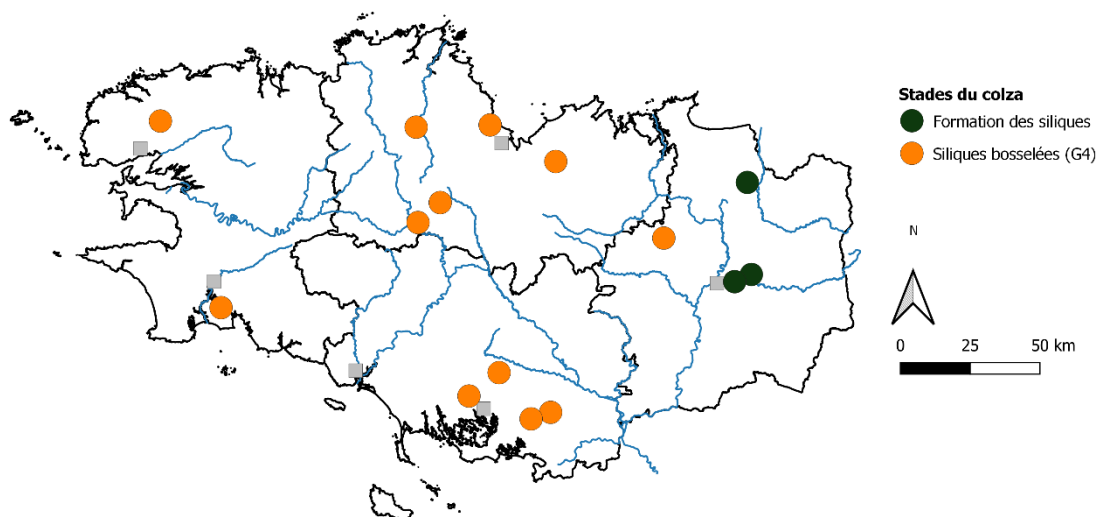 Stades du colza
Formation des siliques
Siliques bosselées (G4)
N
0 25 50 km